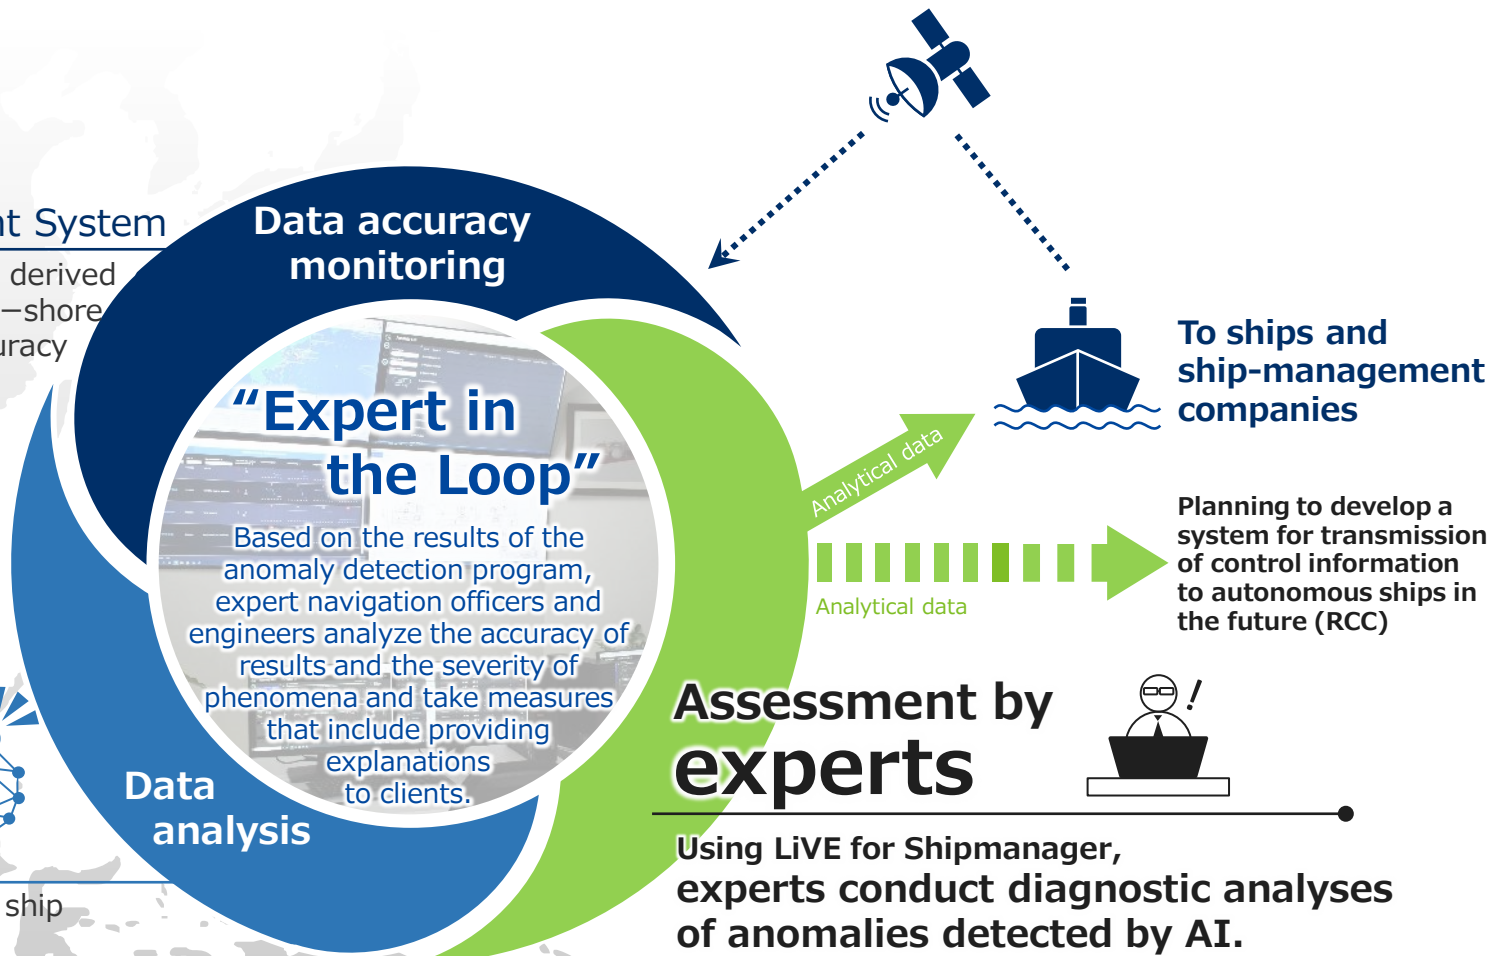 nt System
derived
－shore
uracy
Data accuracy
monitoring
“Expert in
the Loop”
Based on the results of the
anomaly detection program,
expert navigation officers and
engineers analyze the accuracy of
results and the severity of
phenomena and take measures
that include providing
explanations
to clients.
Data
analysis
ship
To ships and
ship-management
companies
Analytical data
Analytical data
Planning to develop a
system for transmission
of control information
to autonomous ships in
the future (RCC)
Assessment by
experts
Using LiVE for Shipmanager,
experts conduct diagnostic analyses
of anomalies detected by AI.